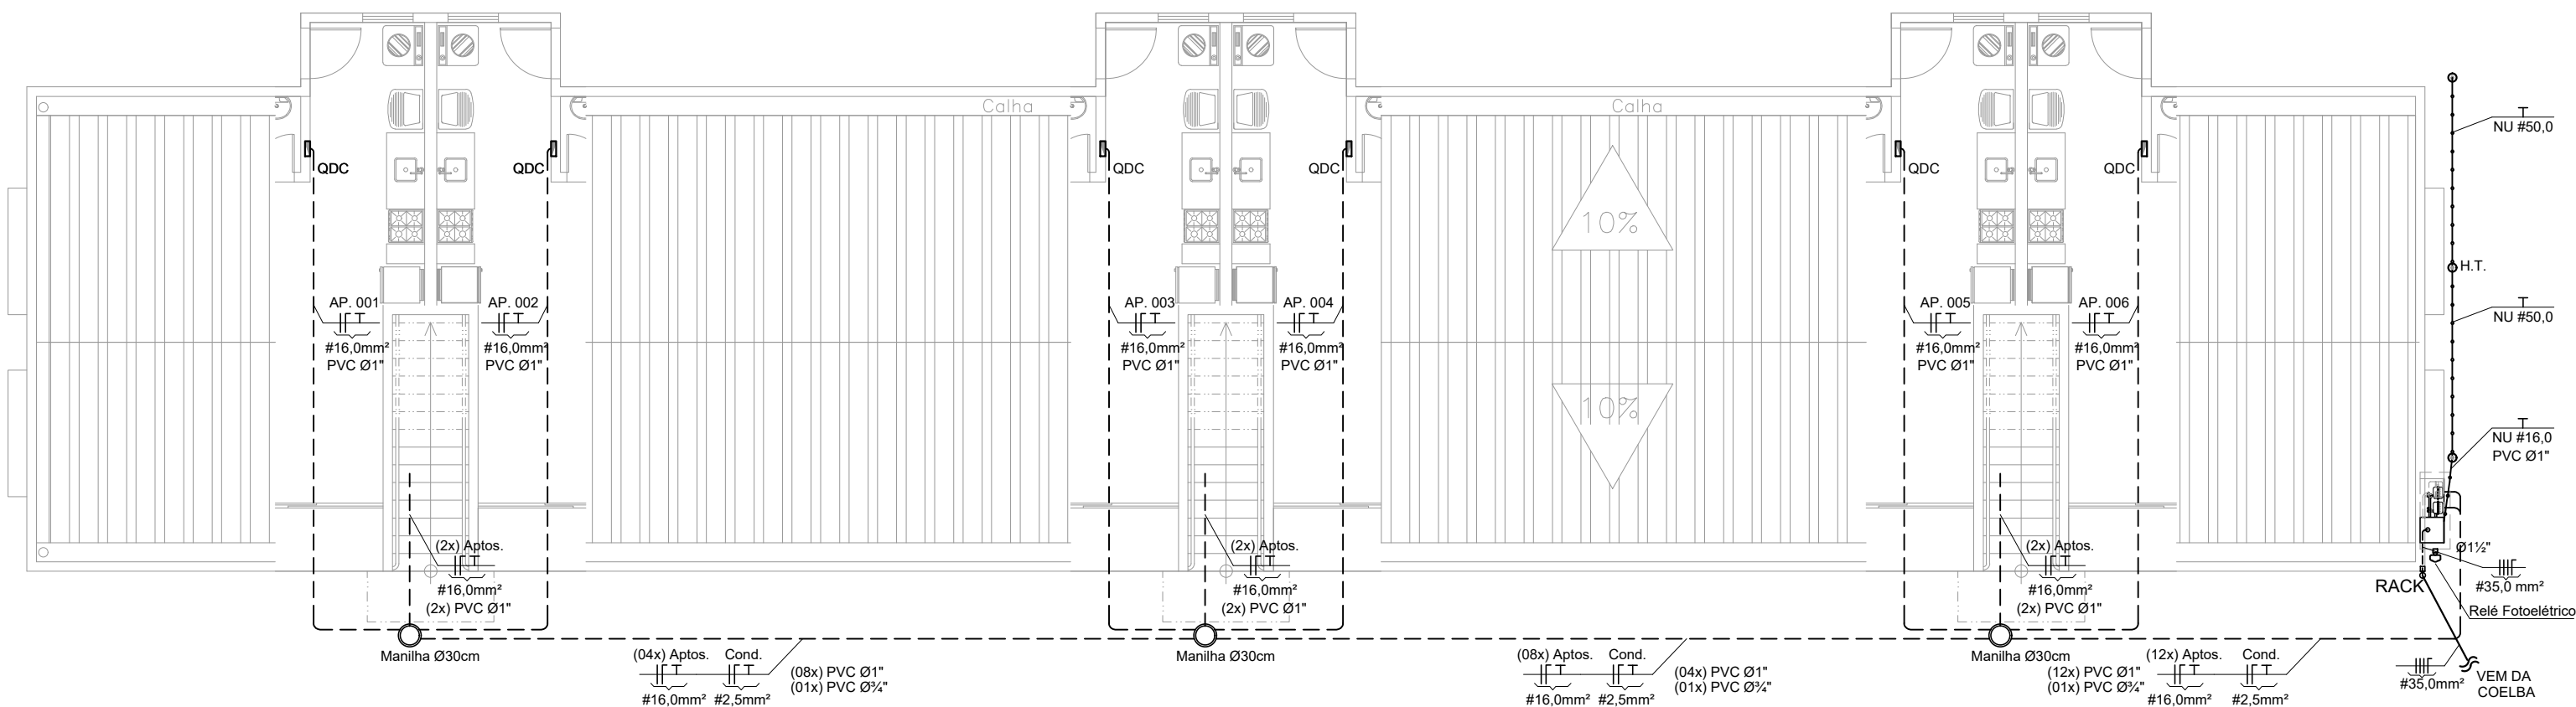 Calha
Calha
NU #50,0
QDC
QDC
QDC
QDC
QDC
QDC
10%
H.T.
NU #50,0
AP. 001
AP. 002
AP. 003
AP. 004
AP. 005
AP. 006
#16,0mm²
PVC Ø1"
#16,0mm²
PVC Ø1"
#16,0mm²
PVC Ø1"
#16,0mm²
PVC Ø1"
#16,0mm²
PVC Ø1"
#16,0mm²
PVC Ø1"
10%
NU #16,0
PVC Ø1"
(2x) Aptos.
#16,0mm²
(2x) PVC Ø1"
(2x) Aptos.
#16,0mm²
(2x) PVC Ø1"
(2x) Aptos.
#16,0mm²
(2x) PVC Ø1"
Ø1½"
#35,0 mm²
RACK
Relé Fotoelétrico
Manilha Ø30cm
Manilha Ø30cm
Manilha Ø30cm
(04x) Aptos. Cond.
#16,0mm² #2,5mm²
(08x) PVC Ø1"
(01x) PVC Ø¾"
(08x) Aptos. Cond.
#16,0mm² #2,5mm²
(04x) PVC Ø1"
(01x) PVC Ø¾"
(12x) PVC Ø1"
(01x) PVC Ø¾"
(12x) Aptos. Cond.
#16,0mm² #2,5mm²
#35,0mm²
VEM DA
COELBA